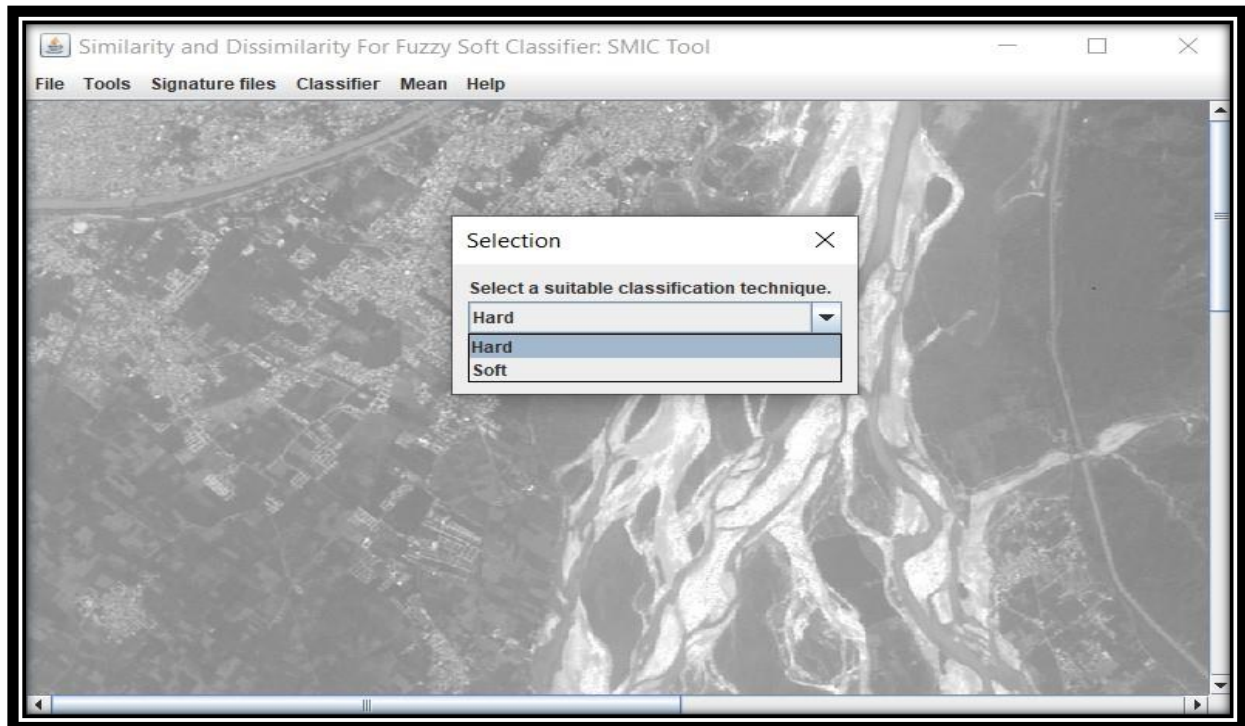 Similarity and Dissimilarity For Fuzzy Soft Classifier: SMIC Tool
File Tools Signature files Classifier Mean Help
Selection
Select a suitable classification technique.
Hard
Hard
Soft